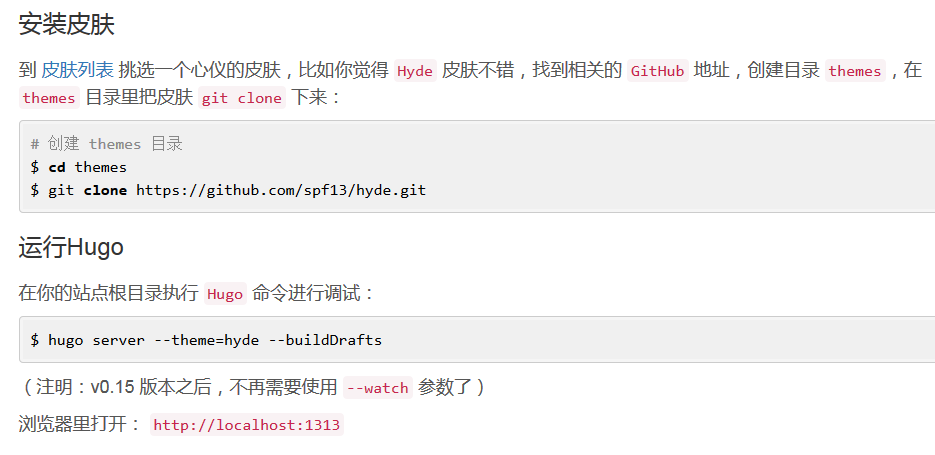 安装皮肤
到 皮肤列表 挑选一个心仪的皮肤，比如你觉得 Hyde 皮肤不错，找到相关的 GitHub 地址，创建目录 themes，在
themes 目录里把皮肤 git clone 下来：
# 创建 themes 目录
$ cd themes
$ git clone https://github.com/spf13/hyde.git
运行Hugo
在你的站点根目录执行 Hugo 命令进行调试：
$ hugo server --theme=hyde --buildDrafts
（注明：v0.15 版本之后，不再需要使用 --watch 参数了）
浏览器里打开： http://localhost:1313